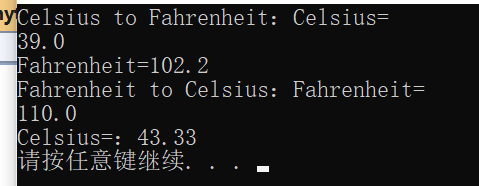 Celsius to Fahrenheit: Celsius=
39.0
Fahrenheit=102.2
Fahrenheit to Celsius: Fahrenheit=
110.0
Celsius=: 43.33
请按任意键继续. . .